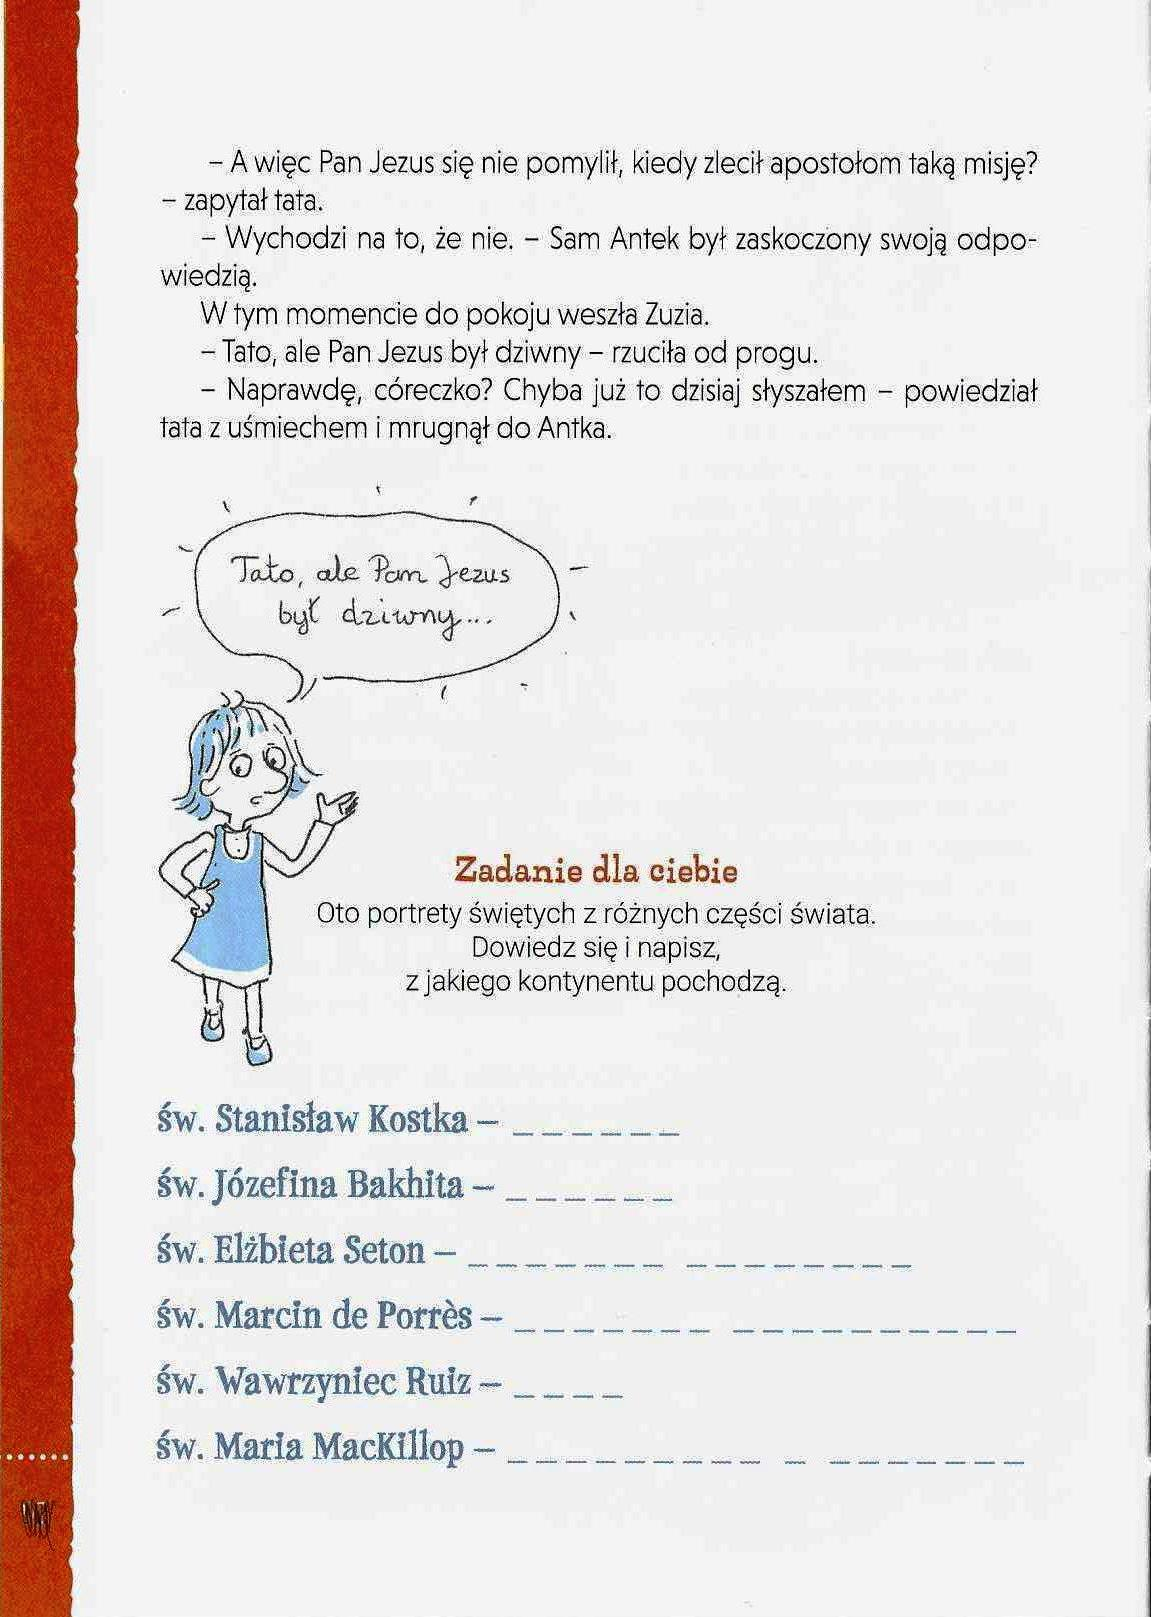 – A więc Pan Jezus się nie pomylił, kiedy zlecił apostołom taką misję?
– zapytał tata.
– Wychodzi na to, że nie. – Sam Antek był zaskoczony swoją odpo-
wiedzią.
W tym momencie do pokoju weszła Zuzia.
– Tato, ale Pan Jezus był dziwny – rzuciła od progu.
– Naprawdę, córeczko? Chyba już to dzisiaj słyszałem – powiedział
tata z uśmiechem i mrugnął do Antka.
Tato, ale Pan Jezus
był dziwny...
Zadanie dla ciebie
Oto portrety świętych z różnych części świata.
Dowiedz się i napisz,
z jakiego kontynentu pochodzą.
św. Stanisław Kostka – _ _ _ _ _ _
św. Józefina Bakhita – _ _ _ _ _ _
św. Elżbieta Seton – _ _ _ _ _ _ _ _ _ _ _ _ _ _ _
św. Marcin de Porrès – _ _ _ _ _ _ _ _ _ _ _ _ _ _ _ _ _
św. Wawrzyniec Ruiz – _ _ _ _
św. Maria MacKillop – _ _ _ _ _ _ _ _ _ _ _ _ _ _ _ _ _